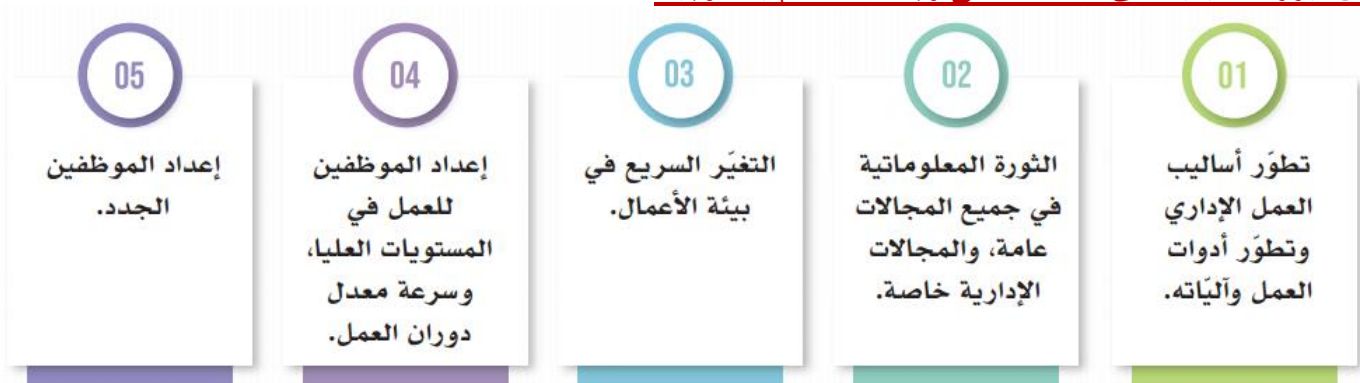 01
تطوّر أساليب
العمل الإداري
وتطوّر أدوات
العمل وآليّاته.
02
الثورة المعلوماتية
في جميع المجالات
عامة، والمجالات
الإدارية خاصة.
03
التغيّر السريع في
بيئة الأعمال.
04
إعداد الموظفين
للعمل في
المستويات العليا،
وسرعة معدل
دوران العمل.
05
إعداد الموظفين
الجدد.